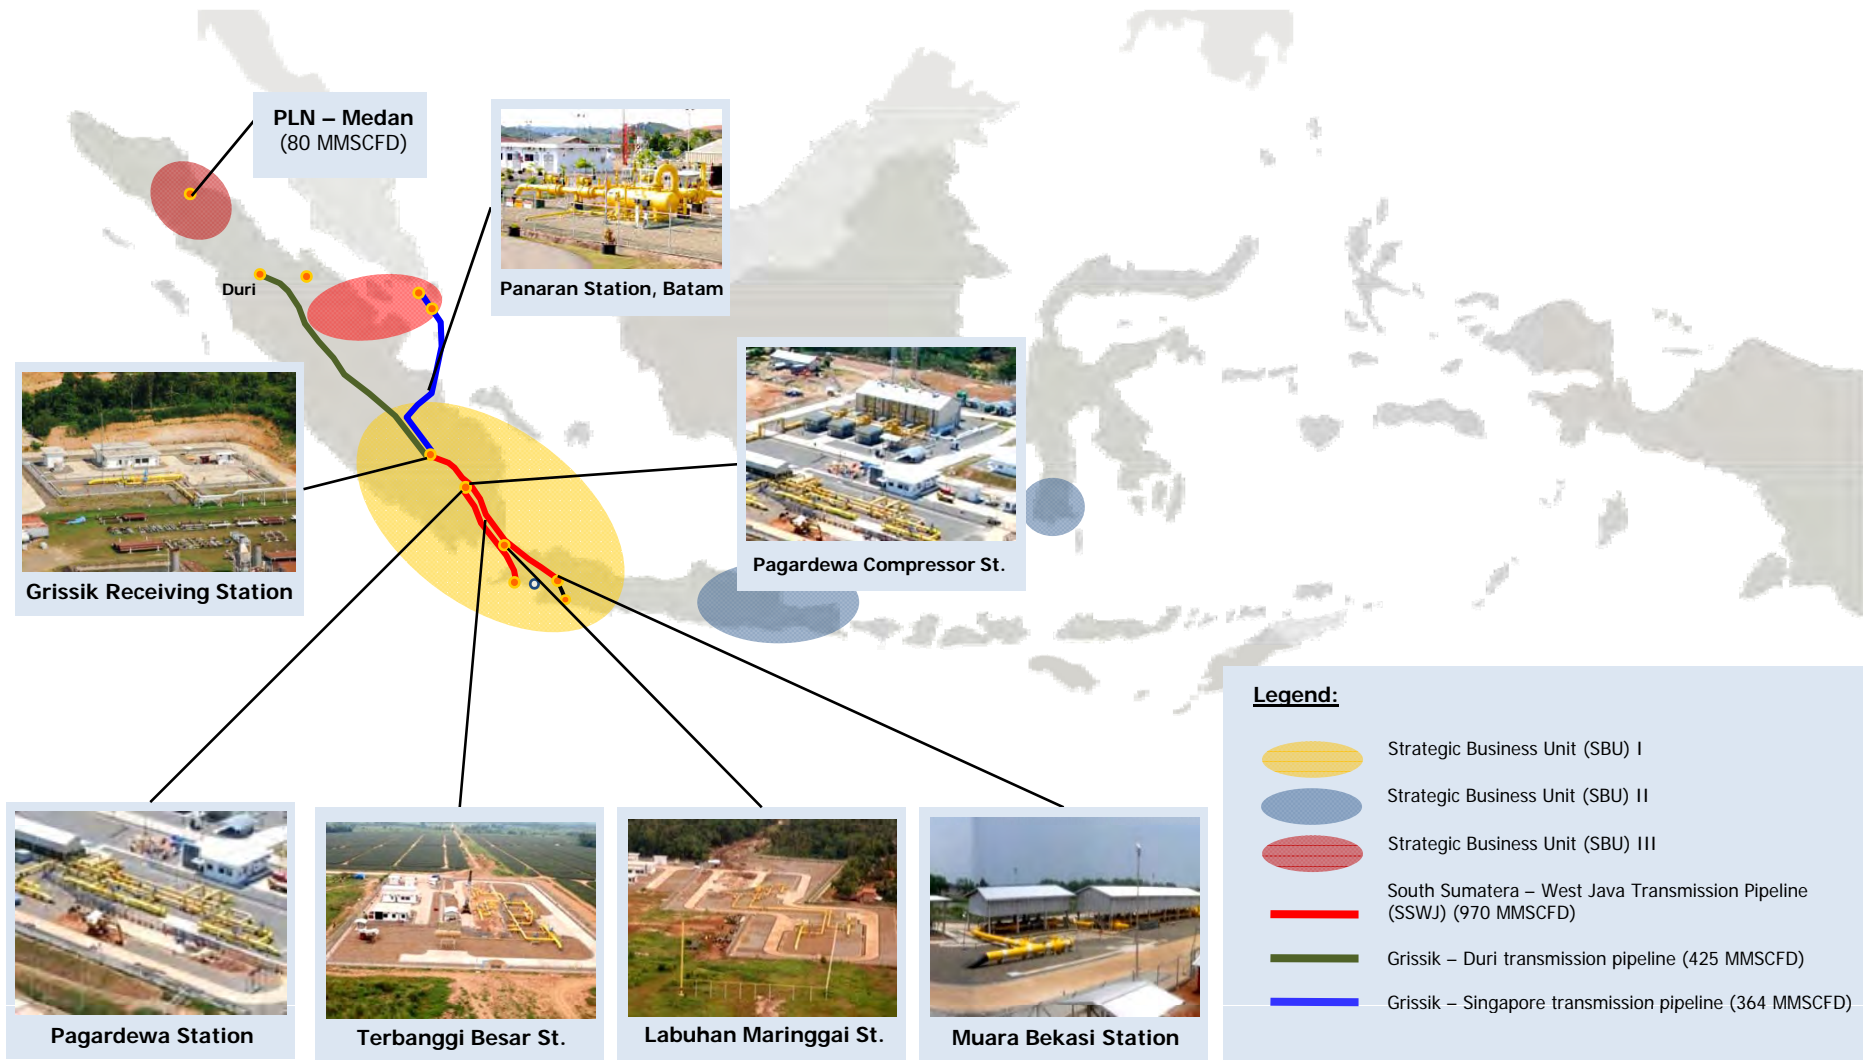 PLN – Medan
(80 MMSCFD)
Panaran Station, Batam
Duri
Grissik Receiving Station
Pagardewa Compressor St.
Legend:
Strategic Business Unit (SBU) I
Strategic Business Unit (SBU) II
Strategic Business Unit (SBU) III
South Sumatera – West Java Transmission Pipeline
(SSWJ) (970 MMSCFD)
Grissik – Duri transmission pipeline (425 MMSCFD)
Grissik – Singapore transmission pipeline (364 MMSCFD)
Pagardewa Station
Terbanggi Besar St.
Labuhan Maringgai St.
Muara Bekasi Station